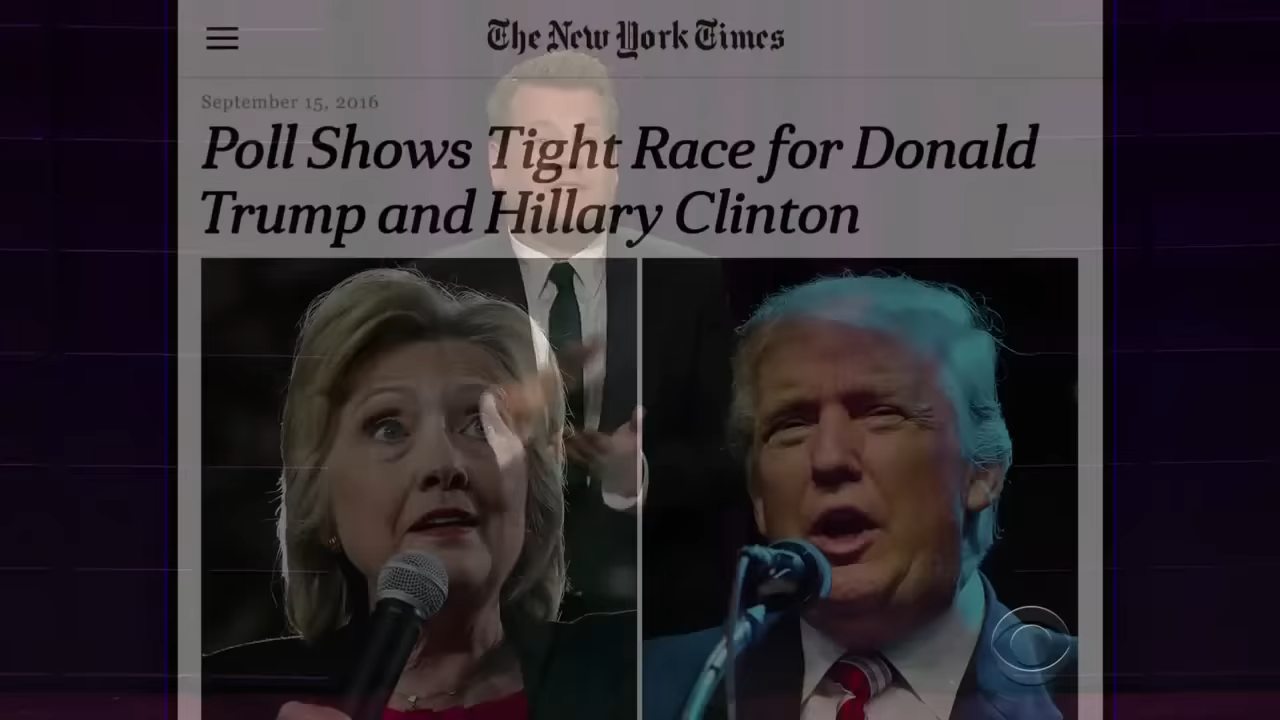 The New York Times
September 15, 2016
Poll Shows Tight Race for Donald
Trump and Hillary Clinton